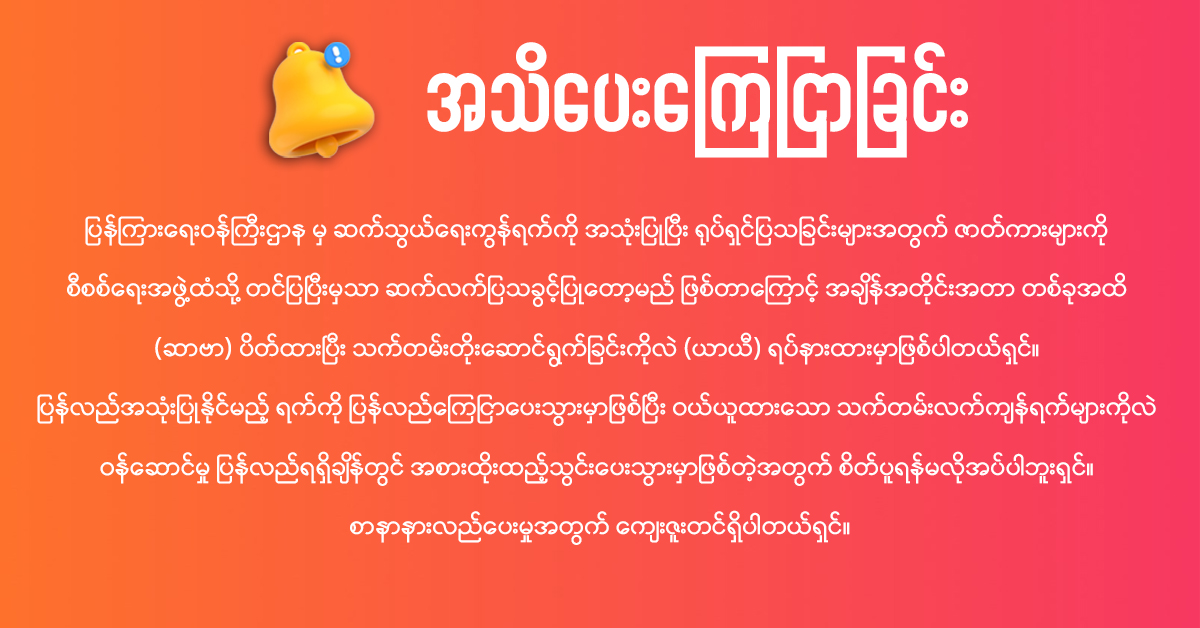 အသိပေးကြေငြာခြင်း
ပြန်ကြားရေးဝန်ကြီးဌာန မှ ဆက်သွယ်ရေးကွန်ရက်ကို အသုံးပြုပြီး ရုပ်ရှင်ပြသခြင်းများအတွက် ဇာတ်ကားများကို
စီစစ်ရေးအဖွဲ့ထံသို့ တင်ပြပြီးမှသာ ဆက်လက်ပြသခွင့်ပြုတော့မည် ဖြစ်တာကြောင့် အချိန်အတိုင်းအတာ တစ်ခုအထိ
(ဆာဗာ) ပိတ်ထားပြီး သက်တမ်းတိုးဆောင်ရွက်ခြင်းကိုလဲ (ယာယီ) ရပ်နားထားမှာဖြစ်ပါတယ်ရှင်။
ပြန်လည်အသုံးပြုနိုင်မည့် ရက်ကို ပြန်လည်ကြေငြာပေးသွားမှာဖြစ်ပြီး ဝယ်ယူထားသော သက်တမ်းလက်ကျန်ရက်များကိုလဲ
ဝန်ဆောင်မှု ပြန်လည်ရရှိချိန်တွင် အစားထိုးထည့်သွင်းပေးသွားမှာဖြစ်တဲ့အတွက် စိတ်ပူရန်မလိုအပ်ပါဘူးရှင်။
စာနာနားလည်ပေးမှုအတွက် ကျေးဇူးတင်ရှိပါတယ်ရှင်။